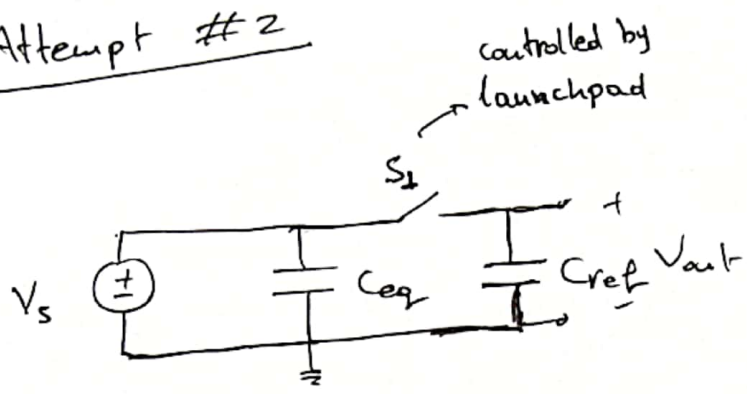 Attempt #2
controlled by
launchpad
S1
+
+
-
Vs
Ceq
Cref
Vout
-